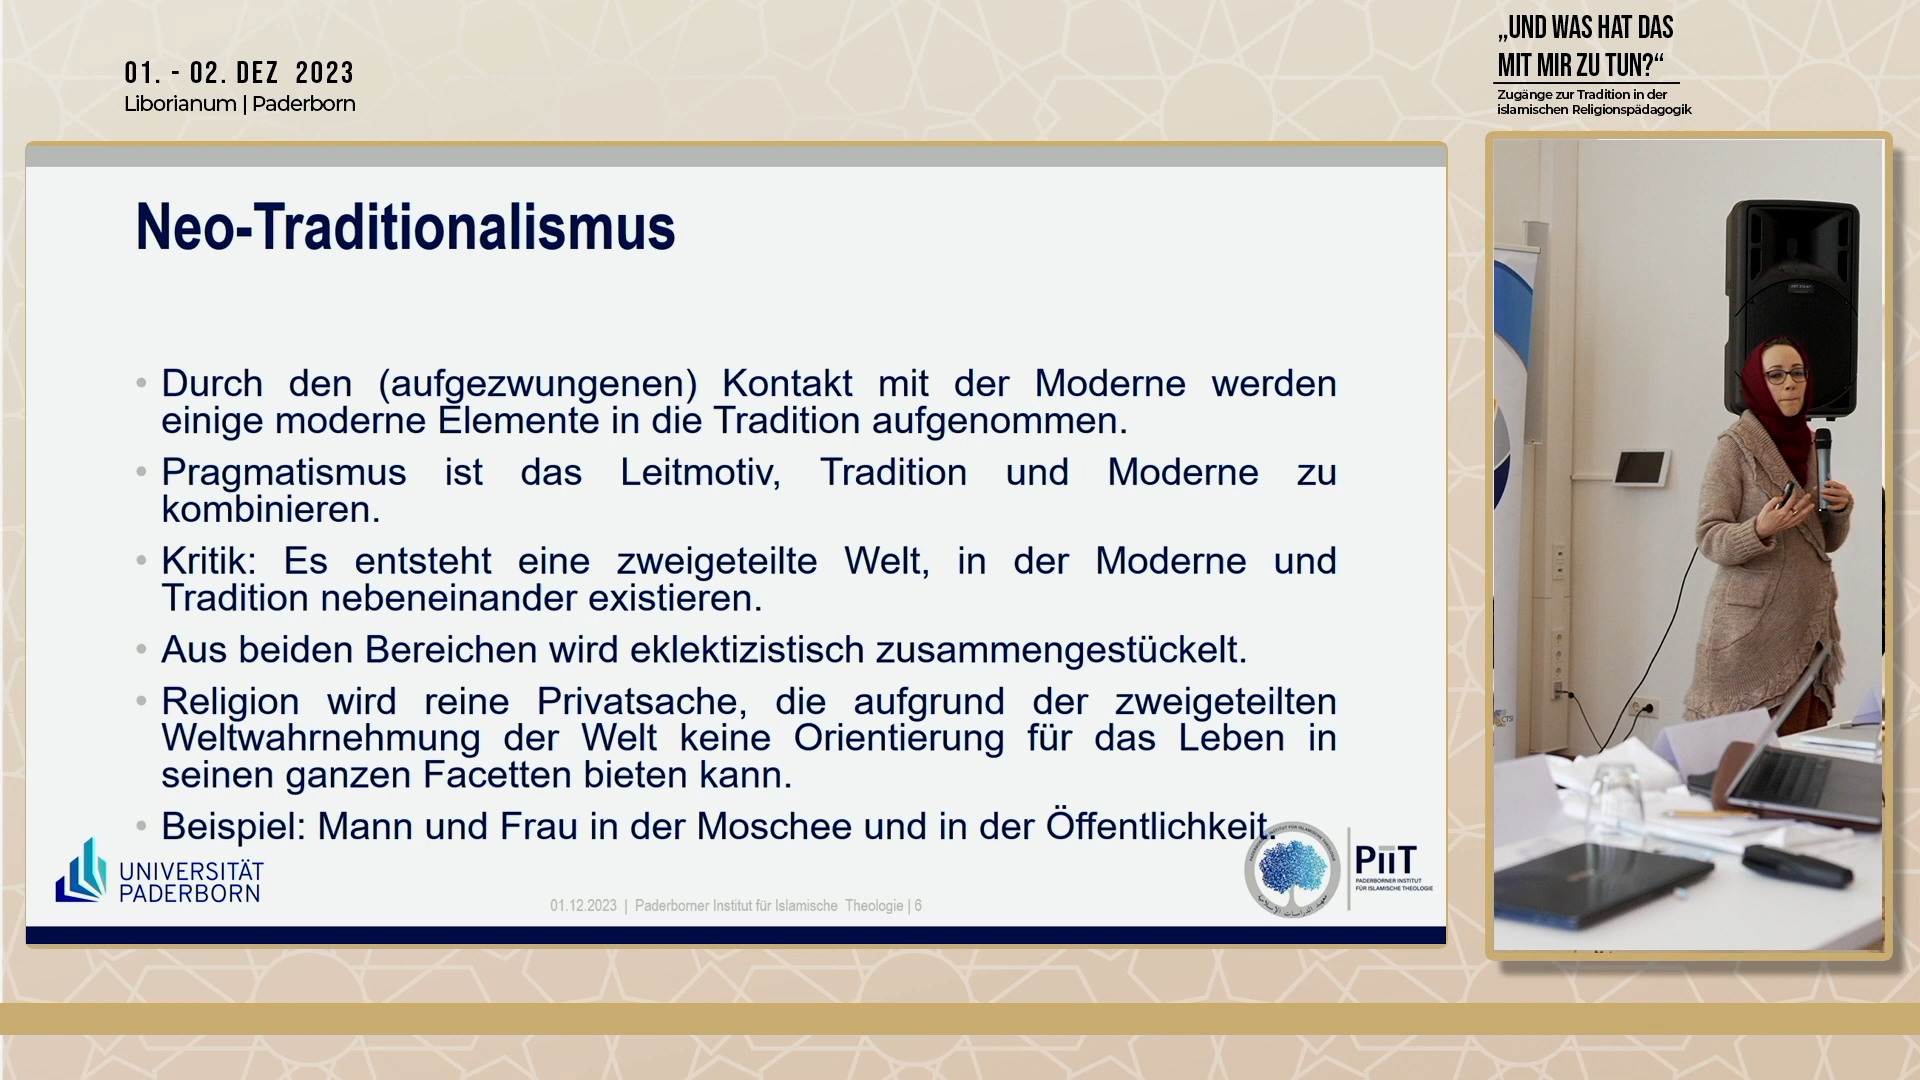 01. - 02. DEZ 2023
Liborianum | Paderborn
„UND WAS HAT DAS
MIT MIR ZU TUN?“
Zugänge zur Tradition in der
islamischen Religionspädagogik
Neo-Traditionalismus
• Durch den (aufgezwungenen) Kontakt mit der Moderne werden
einige moderne Elemente in die Tradition aufgenommen.
• Pragmatismus ist das Leitmotiv, Tradition und Moderne zu
kombinieren.
• Kritik: Es entsteht eine zweigeteilte Welt, in der Moderne und
Tradition nebeneinander existieren.
• Aus beiden Bereichen wird eklektizistisch zusammengestückelt.
• Religion wird reine Privatsache, die aufgrund der zweigeteilten
Weltwahrnehmung der Welt keine Orientierung für das Leben in
seinen ganzen Facetten bieten kann.
• Beispiel: Mann und Frau in der Moschee und in der Öffentlichkeit.
UNIVERSITÄT
PADERBORN
01.12.2023 | Paderborner Institut für Islamische Theologie | 6
PiiT
PADERBORNER INSTITUT
FÜR ISLAMISCHE THEOLOGIE